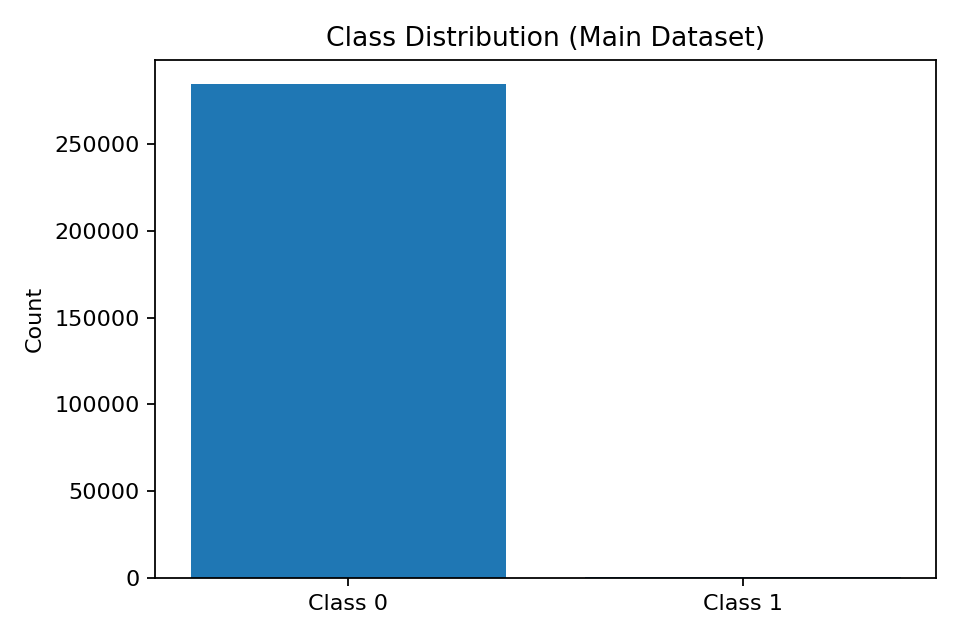 Class Distribution (Main Dataset)
250000
200000
150000
100000
50000
0
Count
Class 0
Class 1